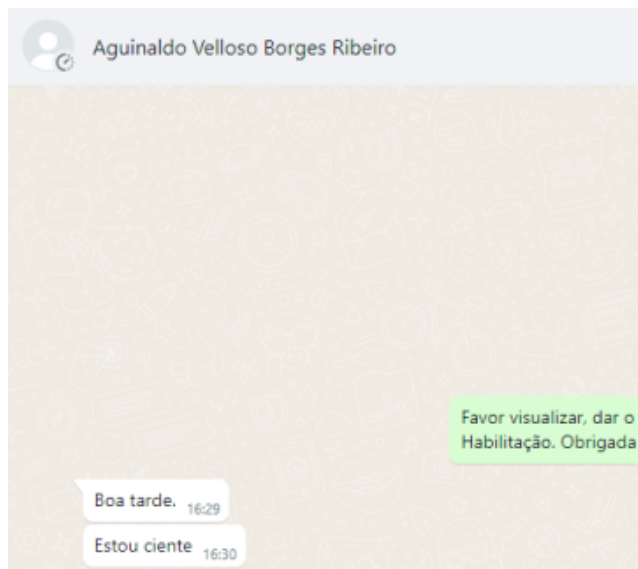 Aguinaldo Velloso Borges Ribeiro
Favor visualizar, dar o
Habilitação. Obrigada
Boa tarde. 16:29
Estou ciente 16:30